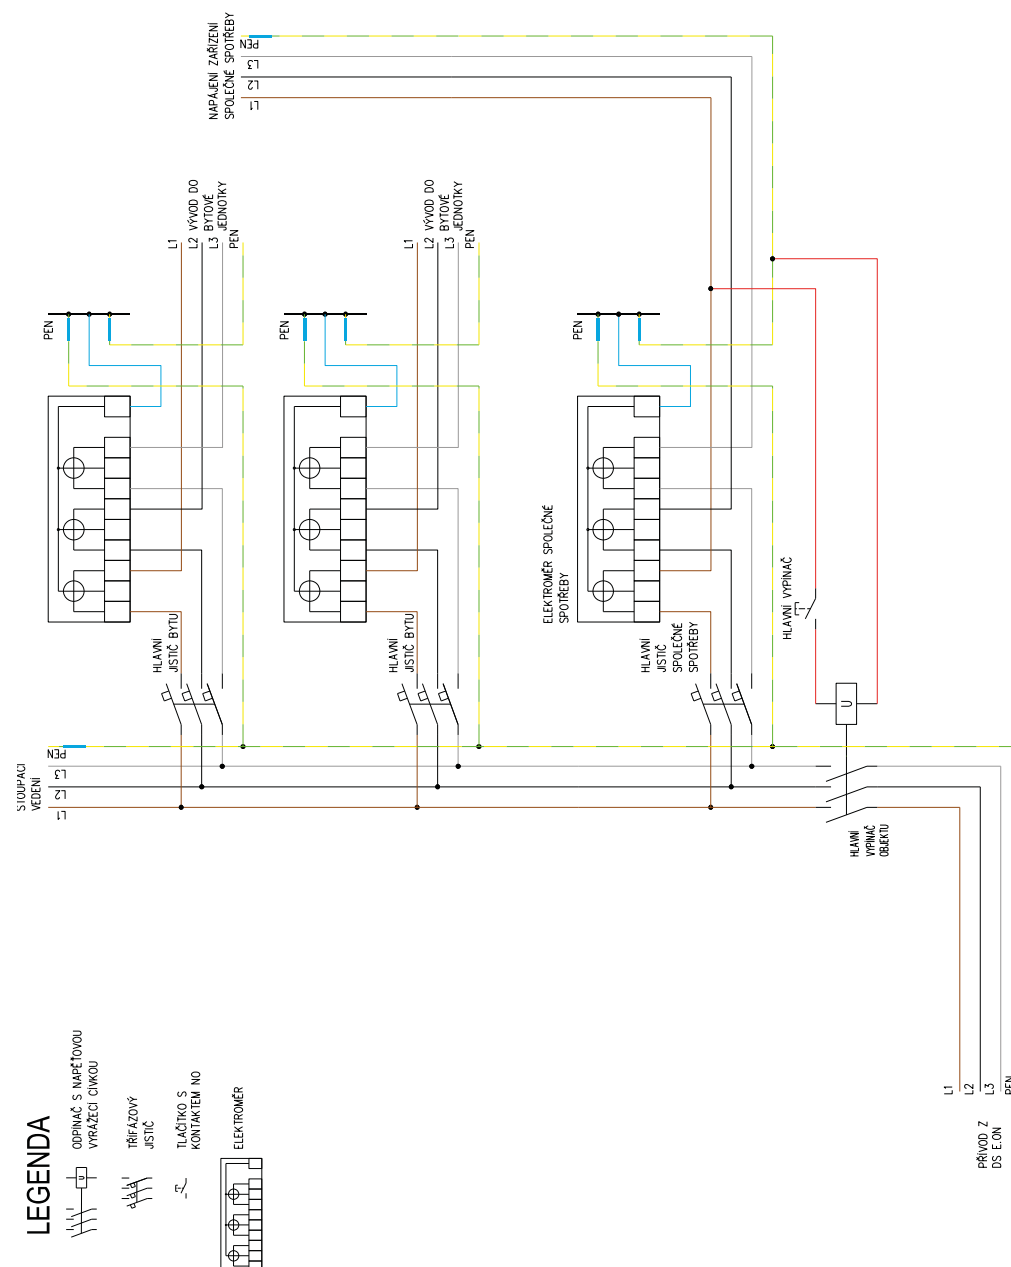 NAPÁJENÍ ZAŘÍZENÍ
SPOLEČNÉ SPOTŘEBY
PEN
L3
L2
L1
L1
L2 VÝVOD DO
BYTOVÉ
L3 JEDNOTKY
PEN
L1
L2 VÝVOD DO
BYTOVÉ
L3 JEDNOTKY
PEN
PEN
PEN
PEN
ELEKTROMĚR SPOLEČNÉ
SPOTŘEBY
HLAVNÍ VYPÍNAČ
HLAVNÍ
JISTIČ BYTU
HLAVNÍ
JISTIČ BYTU
HLAVNÍ
JISTIČ
SPOLEČNÉ
SPOTŘEBY
U
STOUPACÍ
VEDENÍ
PEN
L3
L2
L1
HLAVNÍ
VYPÍNAČ
OBJEKTU
L1
L2
L3
PEN
PŘÍVOD Z
DS E.ON
LEGENDA
U
ODPÍNAČ S NAPĚŤOVOU
VYRÁŽECÍ CÍVKOU
TŘÍFÁZOVÝ
JISTIČ
TLAČÍTKO S
KONTAKTEM NO
ELEKTROMĚR